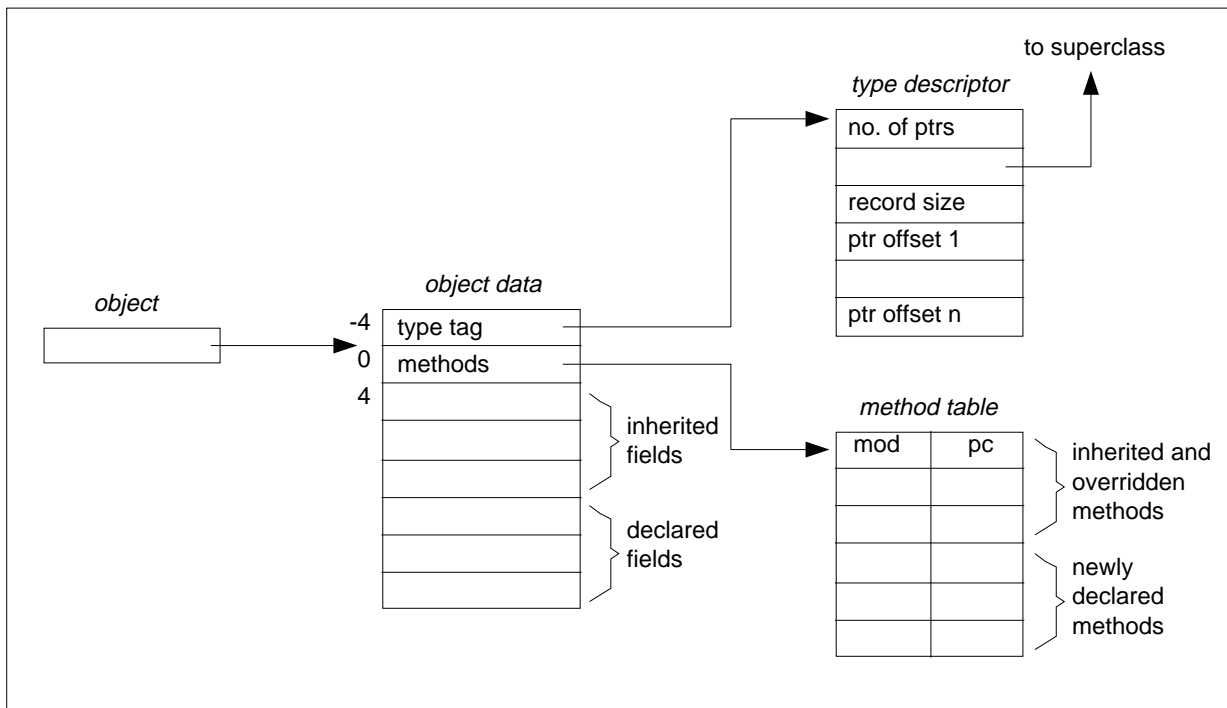 to superclass
type descriptor
no. of ptrs
record size
ptr offset 1
ptr offset n
object
object data
-4
type tag
0
methods
4
inherited
fields
declared
fields
method table
mod pc
inherited and
overridden
methods
newly
declared
methods